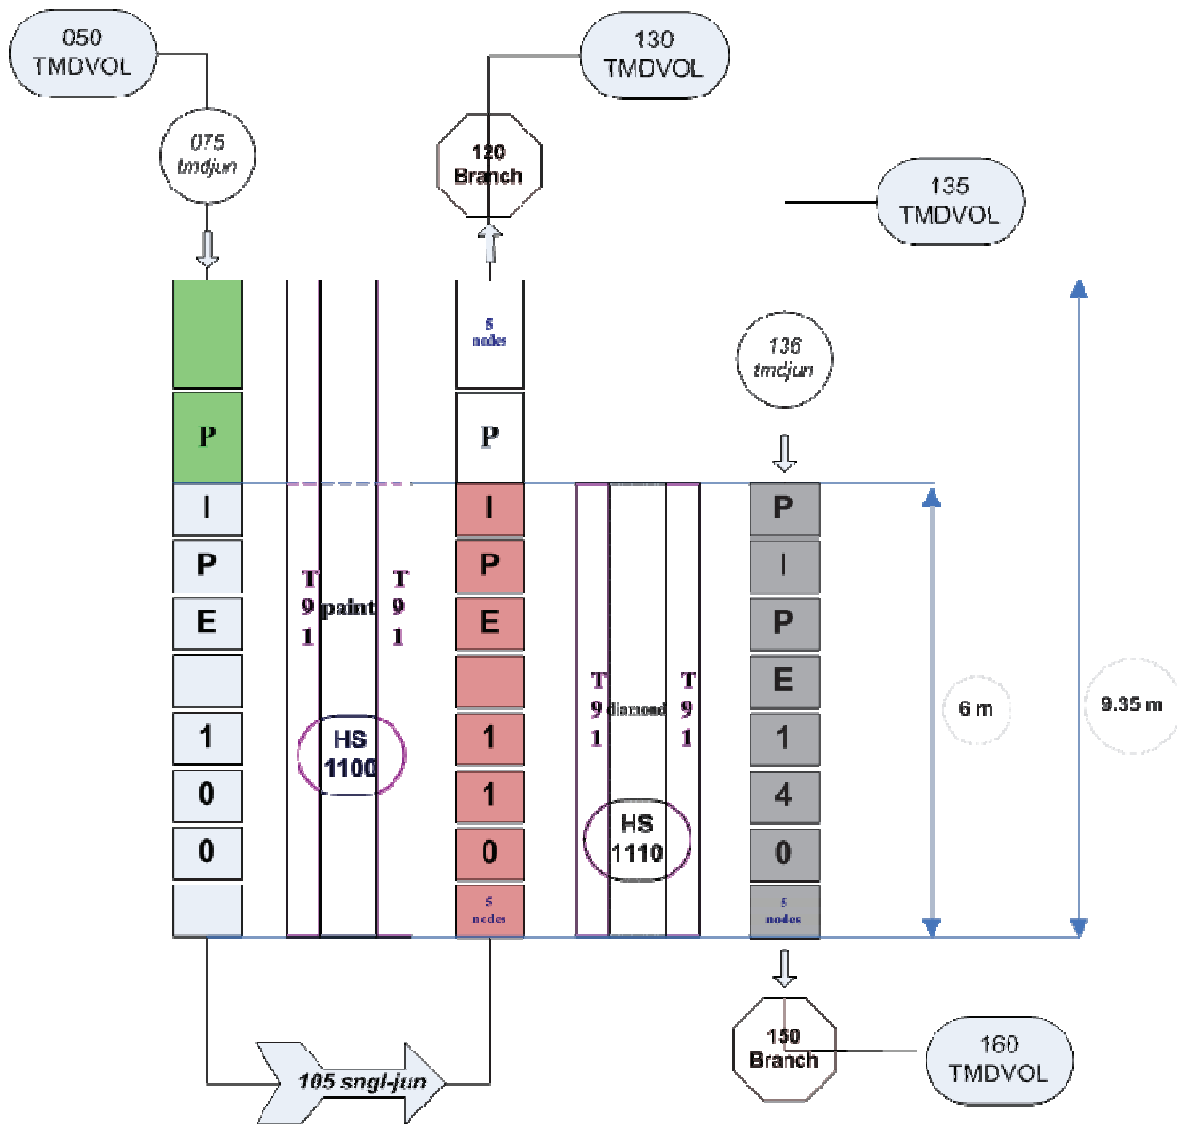 050
TMDVOL
130
TMDVOL
075
tmdjun
120
Branch
135
TMDVOL
5
nodes
136
tmdjun
P
I
P
E
1
0
0
T
9
1
paint
T
9
1
HS
1100
P
I
P
E
1
1
0
5
nodes
T
9
1
diamond
T
9
1
HS
1110
P
I
P
E
1
4
0
5
nodes
6 m
9.35 m
105 sngl-jun
150
Branch
160
TMDVOL